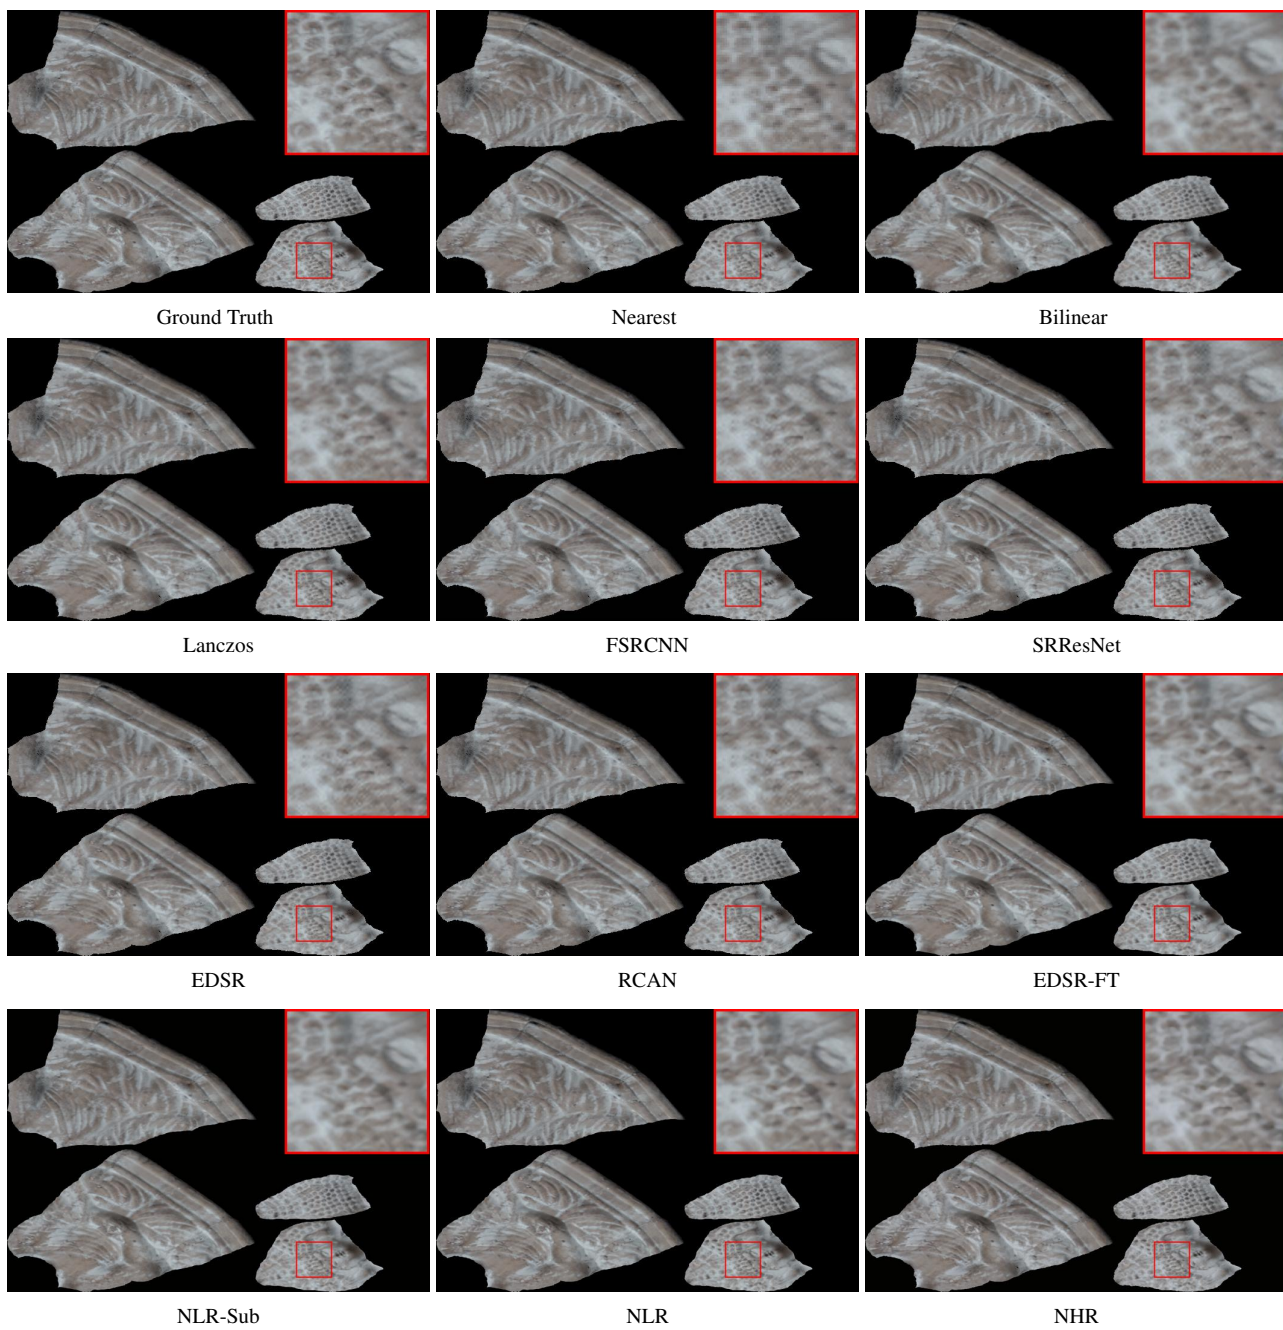 Ground Truth
Nearest
Bilinear
Lanczos
FSRCNN
SRResNet
EDSR
RCAN
EDSR-FT
NLR-Sub
NLR
NHR